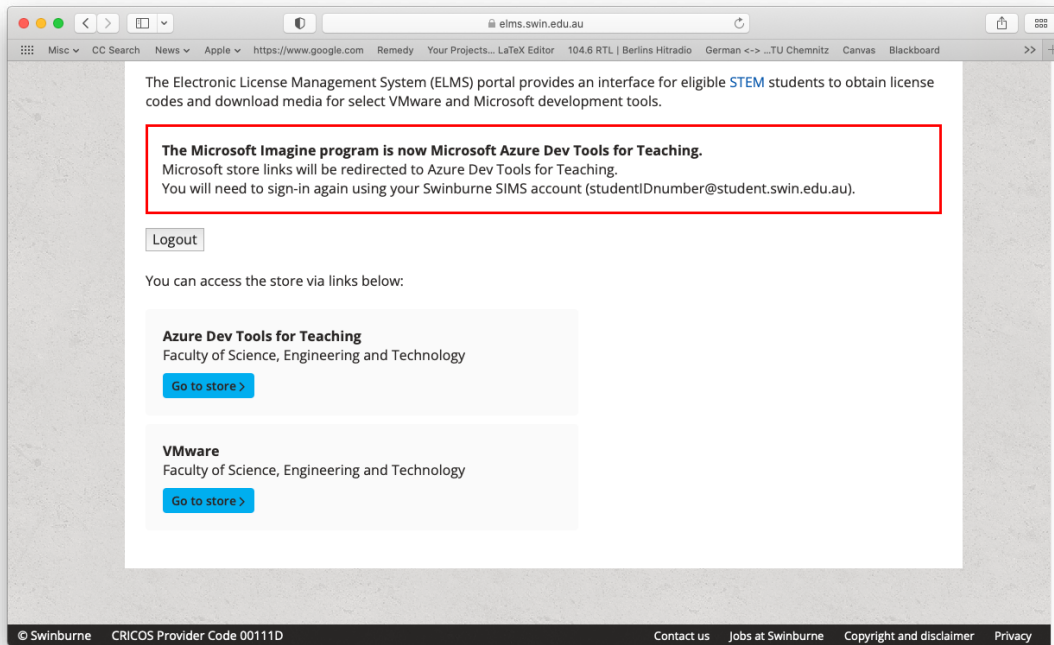 elms.swin.edu.au
Misc CC Search News Apple https://www.google.com Remedy Your Projects... LaTeX Editor 104.6 RTL | Berlins Hitradio German <-> ...TU Chemnitz Canvas Blackboard >>
The Electronic License Management System (ELMS) portal provides an interface for eligible STEM students to obtain license
codes and download media for select VMware and Microsoft development tools.
The Microsoft Imagine program is now Microsoft Azure Dev Tools for Teaching.
Microsoft store links will be redirected to Azure Dev Tools for Teaching.
You will need to sign-in again using your Swinburne SIMS account (studentIDnumber@student.swin.edu.au).
Logout
You can access the store via links below:
Azure Dev Tools for Teaching
Faculty of Science, Engineering and Technology
Go to store >
VMware
Faculty of Science, Engineering and Technology
Go to store >
© Swinburne CRICOS Provider Code 00111D Contact us Jobs at Swinburne Copyright and disclaimer Privacy